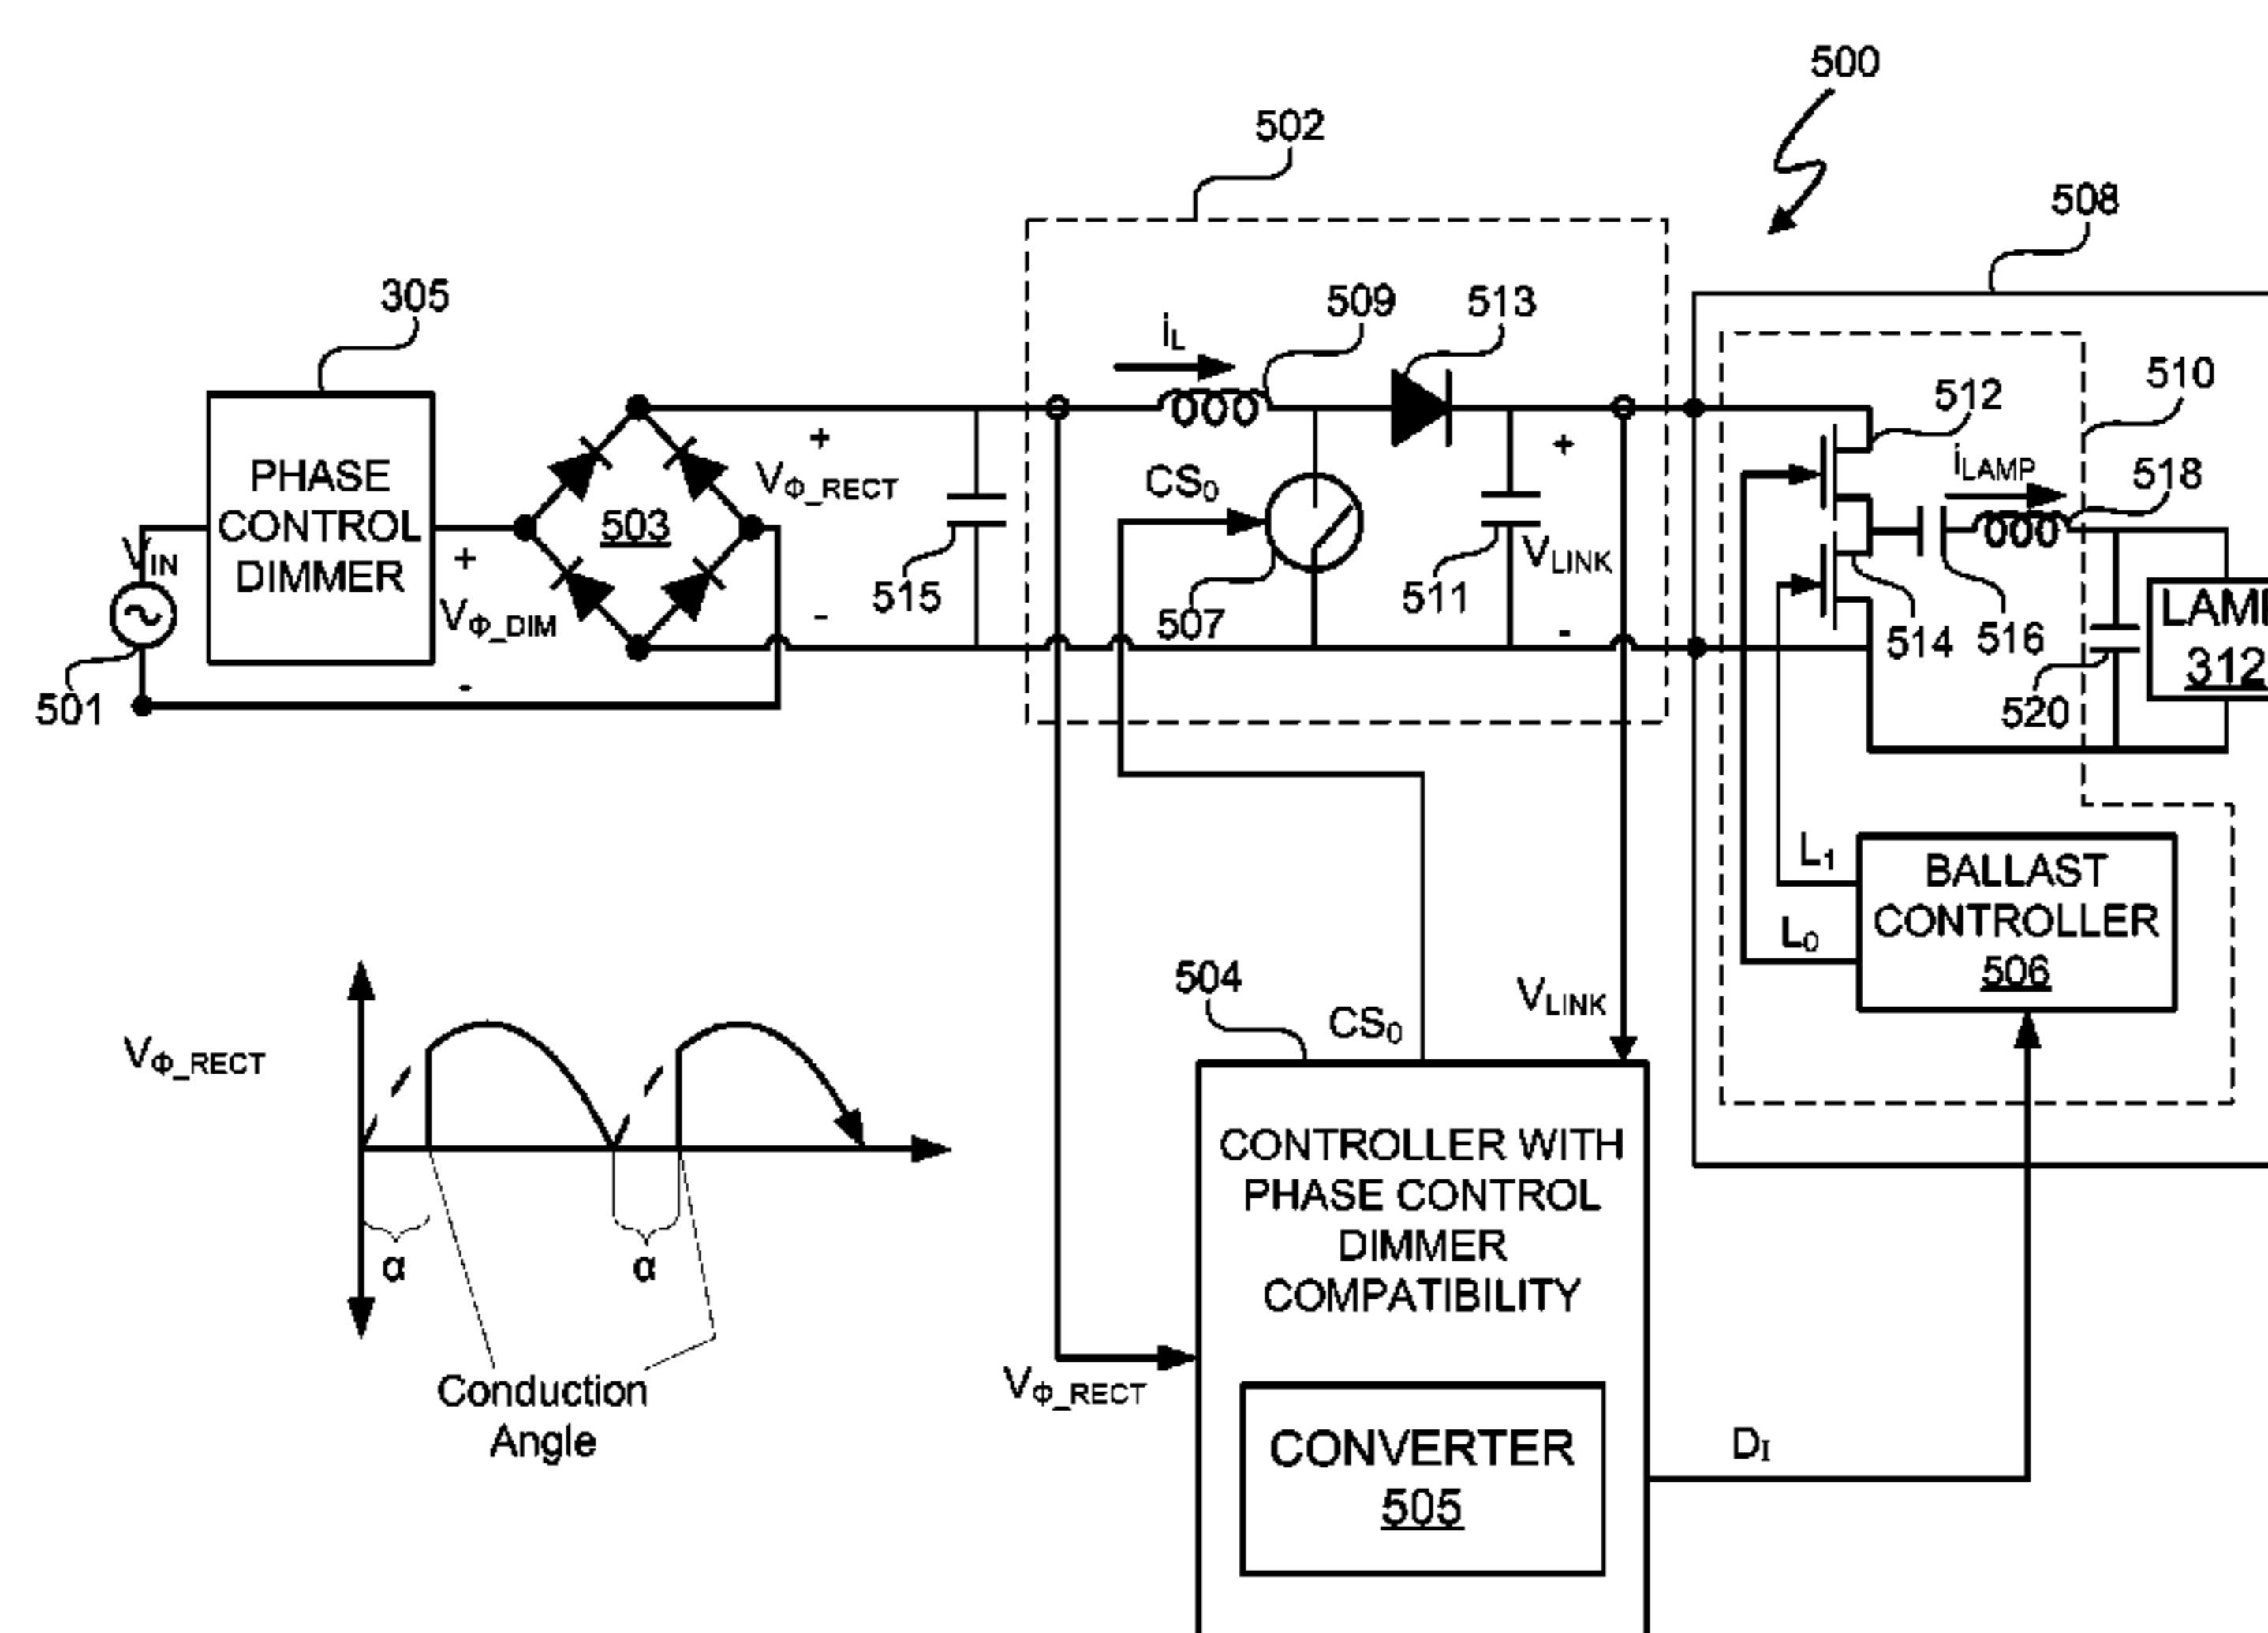 500
502
508
305
iL
509
513
510
512
PHASE
CONTROL
DIMMER
VIN
+
VΦ_DIM
-
501
503
+
VΦ_RECT
-
515
CS0
507
511
+
VLINK
-
iLAMP
518
514
516
520
312
L1
L0
BALLAST
CONTROLLER
506
504
CS0
VLINK
VΦ_RECT
α
α
Conduction
Angle
CONTROLLER WITH
PHASE CONTROL
DIMMER
COMPATIBILITY
VΦ_RECT
CONVERTER
505
DI